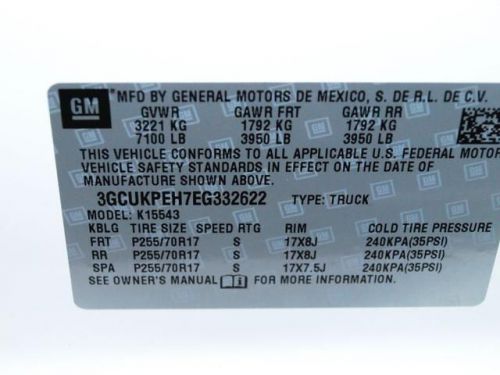 GM MFD BY GENERAL MOTORS DE MEXICO, S. DE R.L. DE C.V.
GVWR GAWR FRT GAWR RR
3221 KG 1792 KG 1792 KG
7100 LB 3950 LB 3950 LB
THIS VEHICLE CONFORMS TO ALL APPLICABLE U.S. FEDERAL MOTOR
VEHICLE SAFETY STANDARDS IN EFFECT ON THE DATE OF
MANUFACTURE SHOWN ABOVE.
3GCUKPEH7EG332622 TYPE: TRUCK
MODEL: K15543
KBLG TIRE SIZE SPEED RTG RIM COLD TIRE PRESSURE
FRT P255/70R17 S 17X8J 240KPA(35PSI)
RR P255/70R17 S 17X8J 240KPA(35PSI)
SPA P255/70R17 S 17X7.5J 240KPA(35PSI)
SEE OWNER'S MANUAL FOR MORE INFORMATION